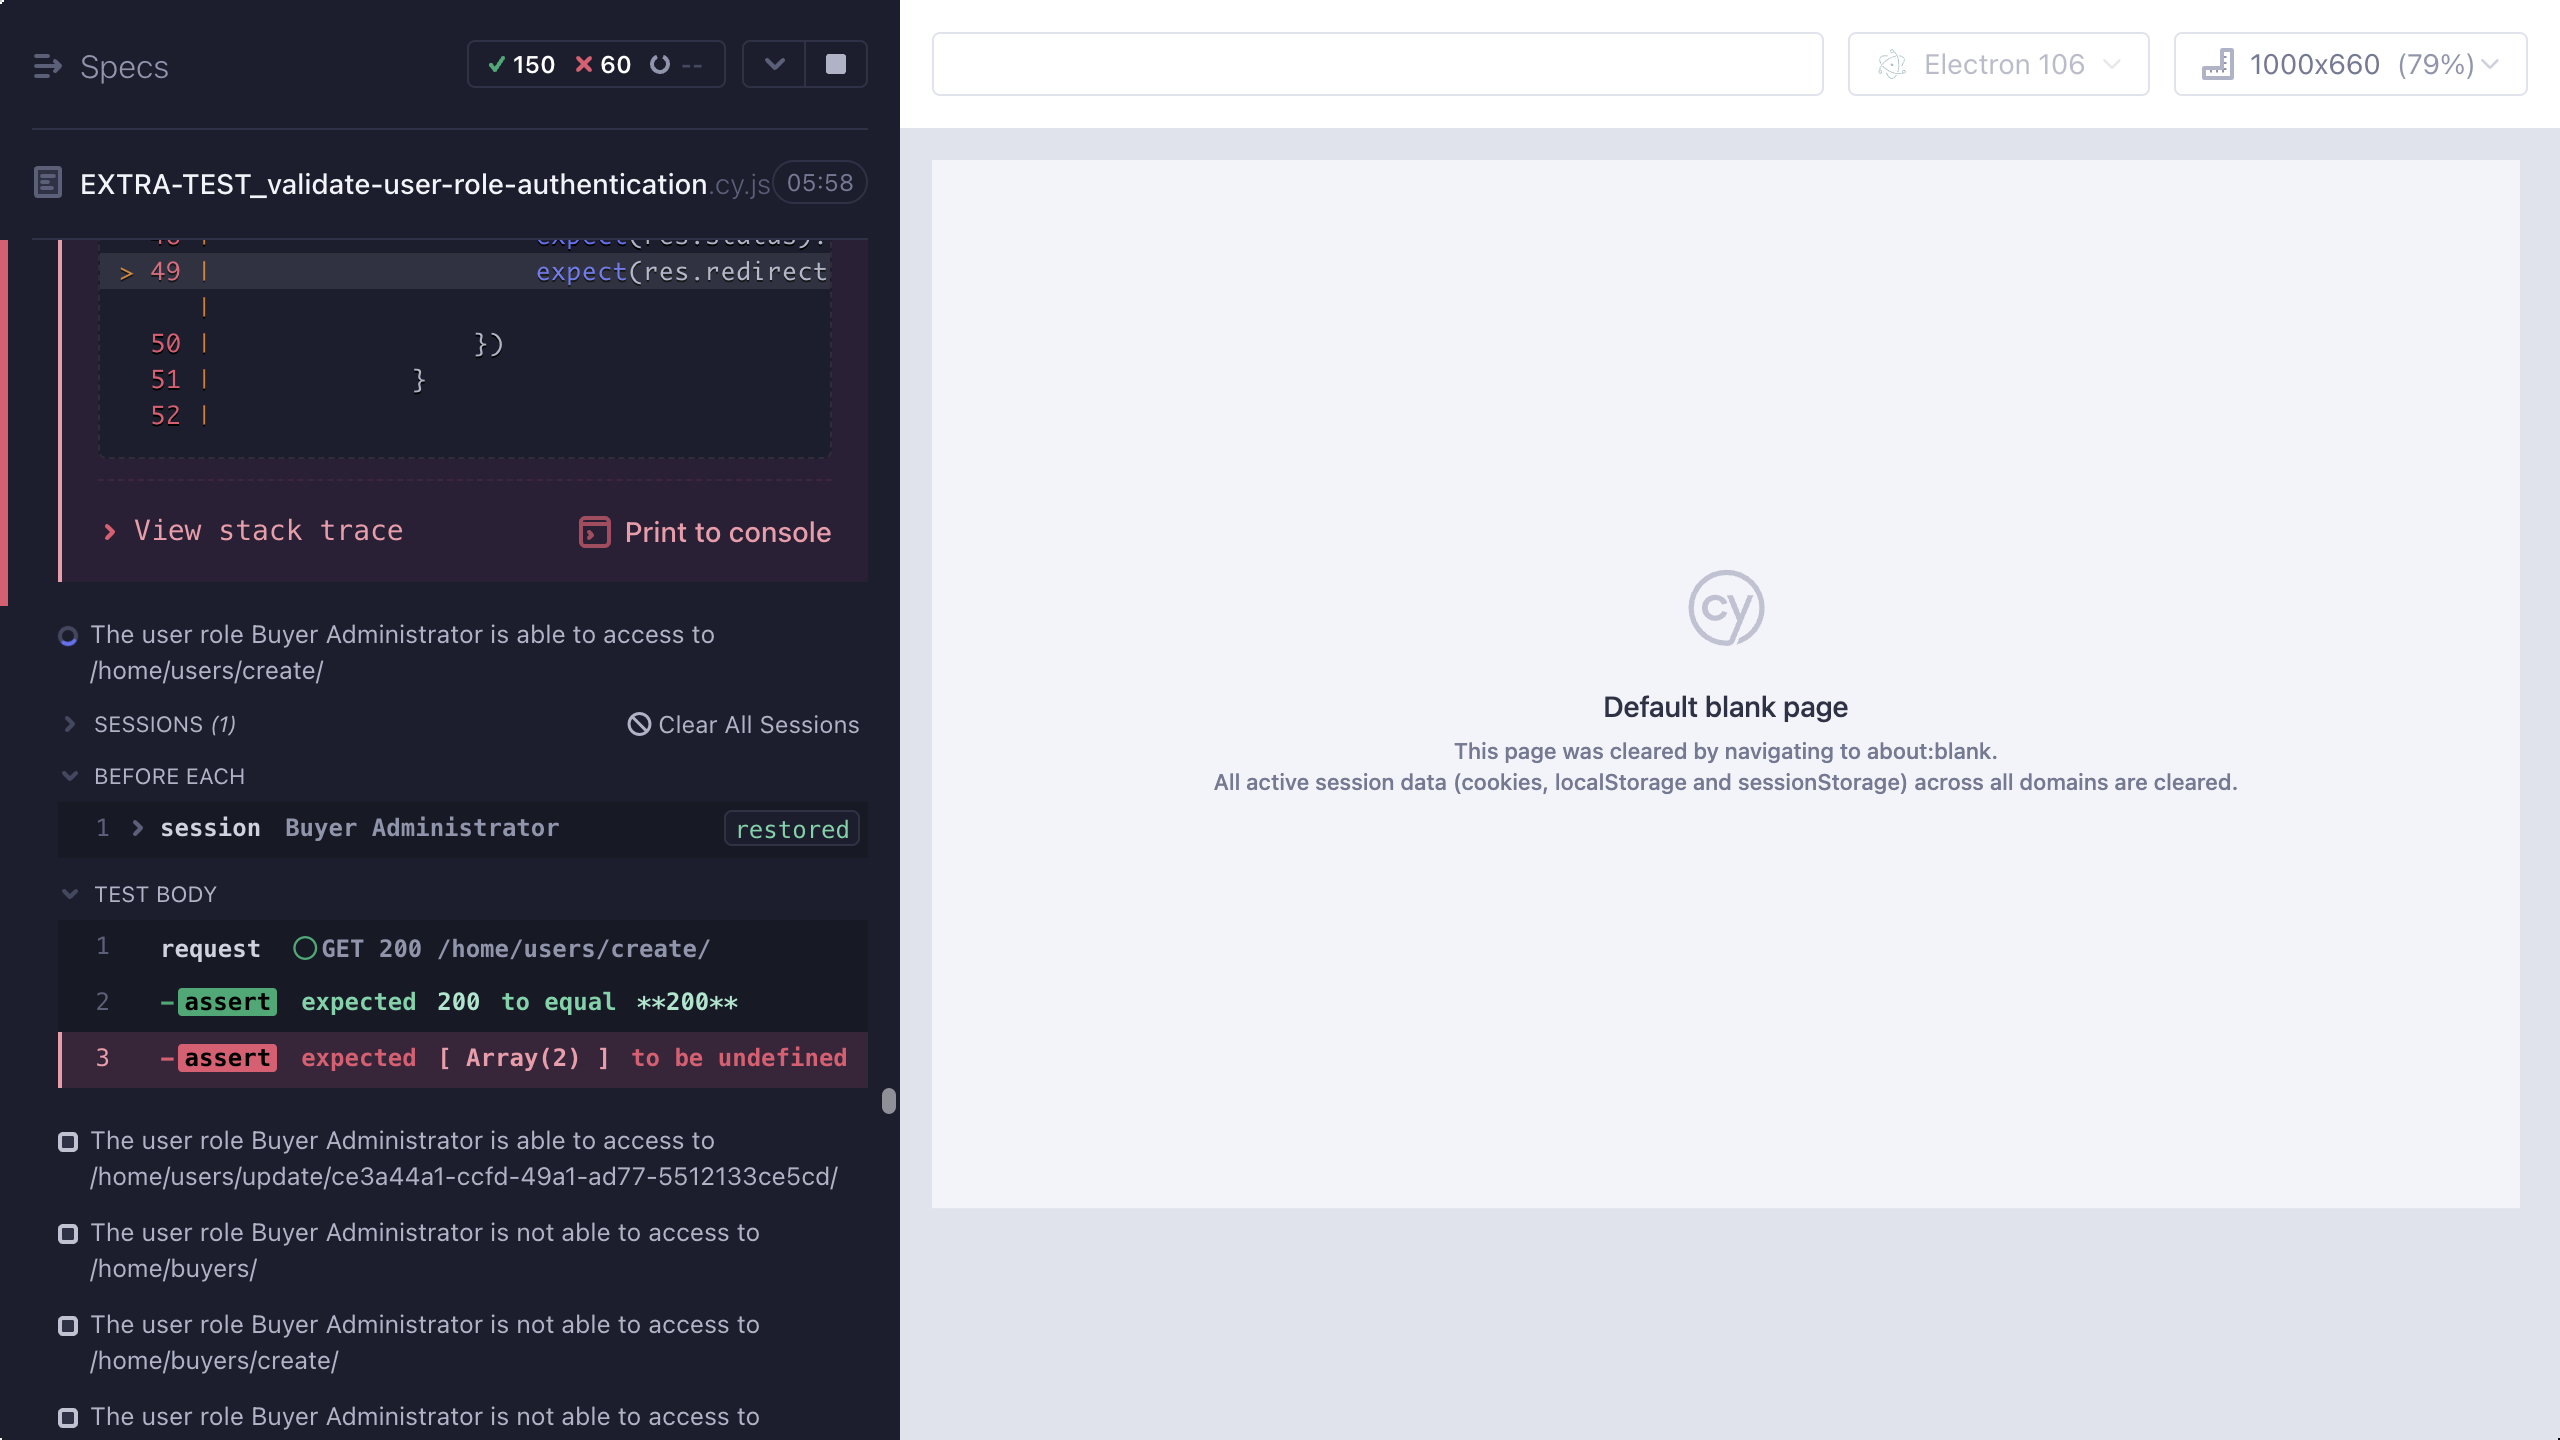 Specs
150 60 --
EXTRA-TEST_validate-user-role-authentication.cy.js 05:58
> 49 | expect(res.redirect
|
50 | })
51 | }
52 |
View stack trace
Print to console
The user role Buyer Administrator is able to access to
/home/users/create/
SESSIONS (1)
Clear All Sessions
BEFORE EACH
1 session Buyer Administrator restored
TEST BODY
1 request GET 200 /home/users/create/
2 -assert expected 200 to equal **200**
3 -assert expected [ Array(2) ] to be undefined
The user role Buyer Administrator is able to access to
/home/users/update/ce3a44a1-ccfd-49a1-ad77-5512133ce5cd/
The user role Buyer Administrator is not able to access to
/home/buyers/
The user role Buyer Administrator is not able to access to
/home/buyers/create/
The user role Buyer Administrator is not able to access to
Electron 106
1000x660 (79%)
cy
Default blank page
This page was cleared by navigating to about:blank.
All active session data (cookies, localStorage and sessionStorage) across all domains are cleared.